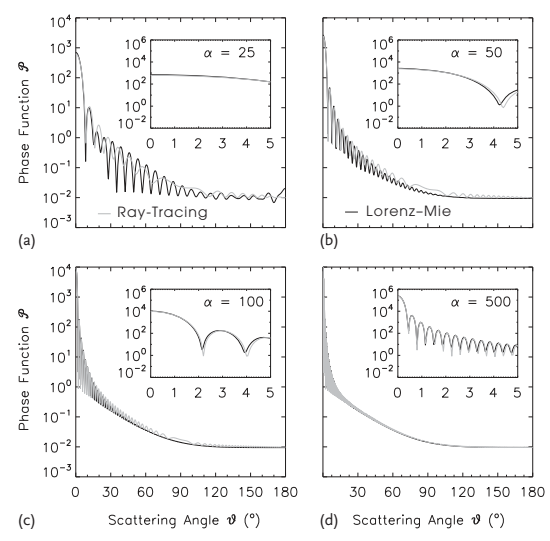 10⁴
10³
10²
10¹
10⁰
10⁻¹
10⁻²
10⁻³
Phase Function 𝒫
10⁶
10⁴
10²
10⁰
10⁻²
α = 25
0 1 2 3 4 5
Ray-Tracing
(a)
10⁶
10⁴
10²
10⁰
10⁻²
α = 50
0 1 2 3 4 5
Lorenz-Mie
(b)
10⁴
10³
10²
10¹
10⁰
10⁻¹
10⁻²
10⁻³
Phase Function 𝒫
10⁶
10⁴
10²
10⁰
10⁻²
α = 100
0 1 2 3 4 5
0 30 60 90 120 150 180
(c) Scattering Angle ϑ (°)
10⁶
10⁴
10²
10⁰
10⁻²
α = 500
0 1 2 3 4 5
0 30 60 90 120 150 180
(d) Scattering Angle ϑ (°)